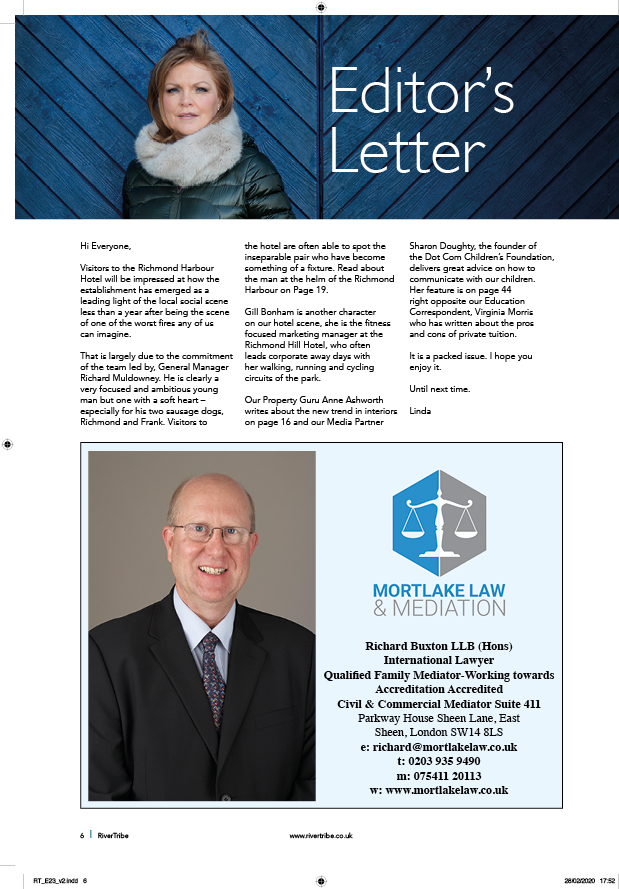 Editor's
Letter
Hi Everyone,
Visitors to the Richmond Harbour
Hotel will be impressed at how the
establishment has emerged as a
leading light of the local social scene
less than a year after being the scene
of one of the worst fires any of us
can imagine.
That is largely due to the commitment
of the team led by, General Manager
Richard Muldowney. He is clearly a
very focused and ambitious young
man but one with a soft heart –
especially for his two sausage dogs,
Richmond and Frank. Visitors to
the hotel are often able to spot the
inseparable pair who have become
something of a fixture. Read about
the man at the helm of the Richmond
Harbour on Page 19.
Gill Bonham is another character
on our hotel scene, she is the fitness
focused marketing manager at the
Richmond Hill Hotel, who often
leads corporate away days with
her walking, running and cycling
circuits of the park.
Our Property Guru Anne Ashworth
writes about the new trend in interiors
on page 16 and our Media Partner
Sharon Doughty, the founder of
the Dot Com Children's Foundation,
delivers great advice on how to
communicate with our children.
Her feature is on page 44
right opposite our Education
Correspondent, Virginia Morris
who has written about the pros
and cons of private tuition.
It is a packed issue. I hope you
enjoy it.
Until next time.
Linda
MORTLAKE LAW
& MEDIATION
Richard Buxton LLB (Hons)
International Lawyer
Qualified Family Mediator-Working towards
Accreditation Accredited
Civil & Commercial Mediator Suite 411
Parkway House Sheen Lane, East
Sheen, London SW14 8LS
e: richard@mortlakelaw.co.uk
t: 0203 935 9490
m: 075411 20113
w: www.mortlakelaw.co.uk
6 | RiverTribe
www.rivertribe.co.uk
RT_E23_v2.indd 6
28/02/2020 17:52